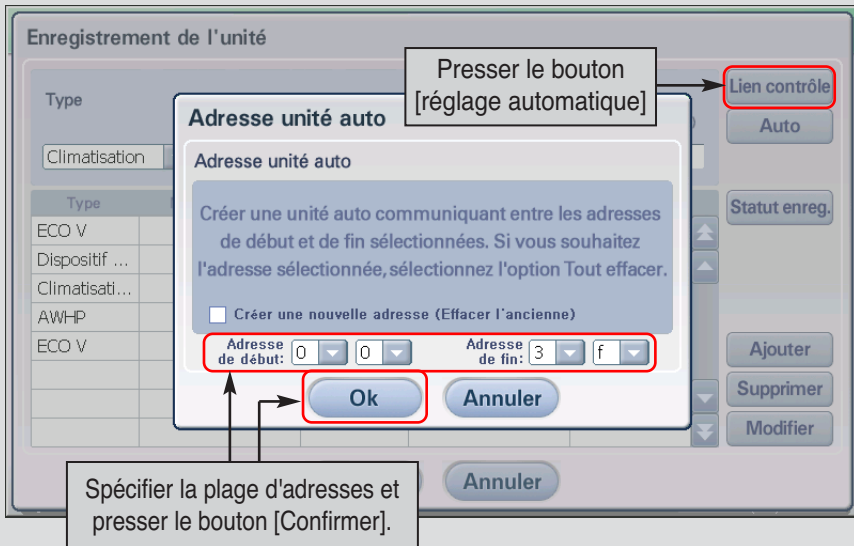 Enregistrement de l'unité
Presser le bouton
[réglage automatique]
Lien contrôle
Type
Auto
Adresse unité auto
Climatisation
Adresse unité auto
Type
Statut enreg.
Créer une unité auto communiquant entre les adresses
de début et de fin sélectionnées. Si vous souhaitez
l'adresse sélectionnée, sélectionnez l'option Tout effacer.
ECO V
Dispositif ...
Climatisati...
AWHP
ECO V
Créer une nouvelle adresse (Effacer l'ancienne)
Adresse de début: 0 0 Adresse de fin: 3 f
Ajouter
Ok Annuler
Supprimer
Modifier
Spécifier la plage d'adresses et
presser le bouton [Confirmer].
Annuler